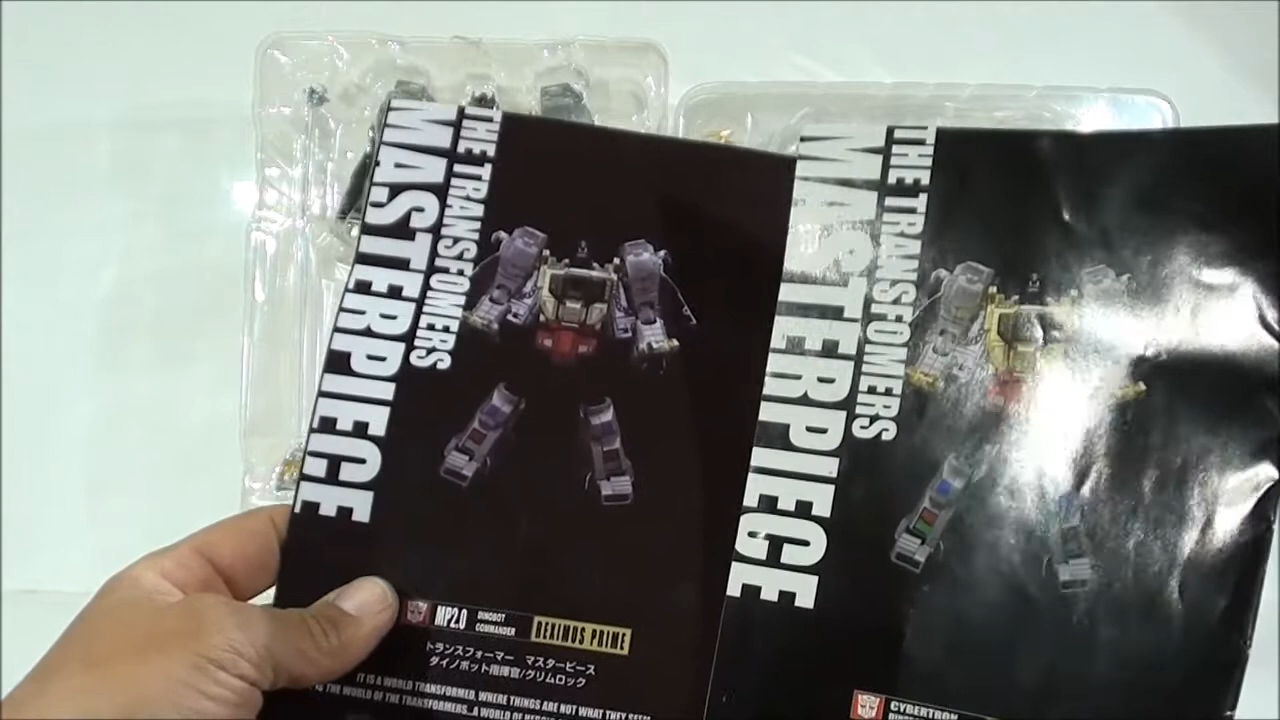 THE TRANSFOMERS
MASTERPIECE
MP2.0 DINOBOT
COMMANDER
REXIMUS PRIME
トランスフォーマー マスターピース
ダイノボット指揮官/グリムロック
IT IS A WORLD TRANSFORMED, WHERE THINGS ARE NOT WHAT THEY SEEM
IS THE WORLD OF THE TRANSFORMERS...A WORLD OF
THE TRANSFOMERS
MASTERPIECE
CYBERTRON